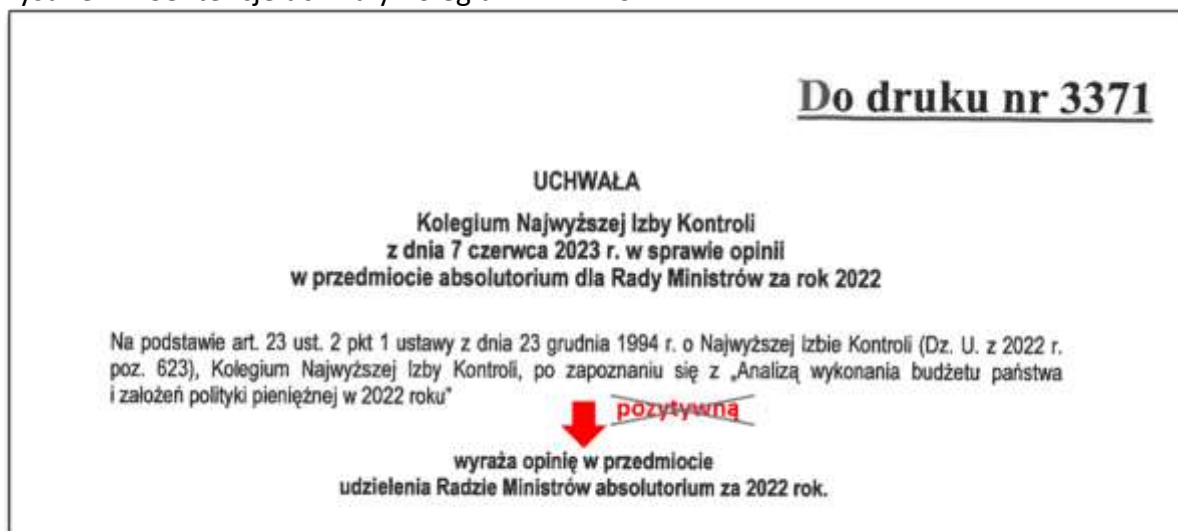 Do druku nr 3371
UCHWAŁA
Kolegium Najwyższej Izby Kontroli
z dnia 7 czerwca 2023 r. w sprawie opinii
w przedmiocie absolutorium dla Rady Ministrów za rok 2022
Na podstawie art. 23 ust. 2 pkt 1 ustawy z dnia 23 grudnia 1994 r. o Najwyższej Izbie Kontroli (Dz. U. z 2022 r.
poz. 623), Kolegium Najwyższej Izby Kontroli, po zapoznaniu się z „Analizą wykonania budżetu państwa
i założeń polityki pieniężnej w 2022 roku”
pozytywną
wyraża opinię w przedmiocie
udzielenia Radzie Ministrów absolutorium za 2022 rok.